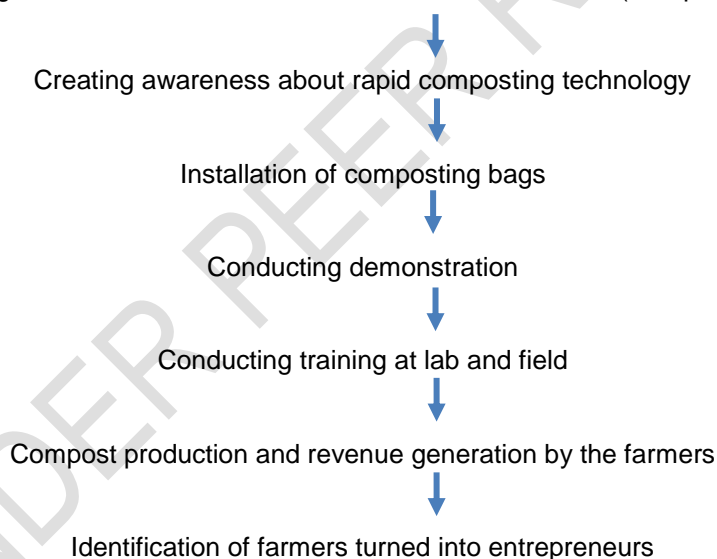 Creating awareness about rapid composting technology
Installation of composting bags
Conducting demonstration
Conducting training at lab and field
Compost production and revenue generation by the farmers
Identification of farmers turned into entrepreneurs